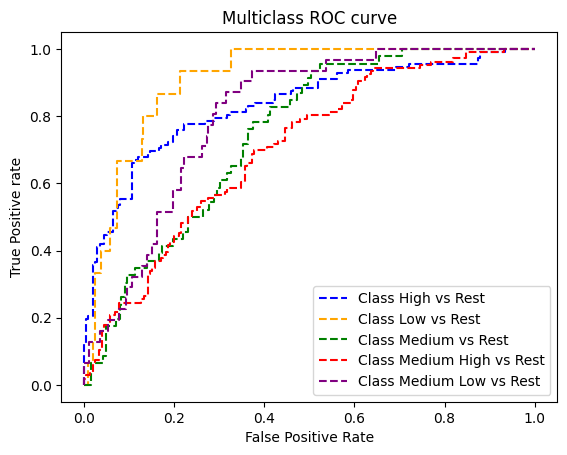 Multiclass ROC curve
True Positive rate
1.0
0.8
0.6
0.4
0.2
0.0
Class High vs Rest
Class Low vs Rest
Class Medium vs Rest
Class Medium High vs Rest
Class Medium Low vs Rest
0.0 0.2 0.4 0.6 0.8 1.0
False Positive Rate